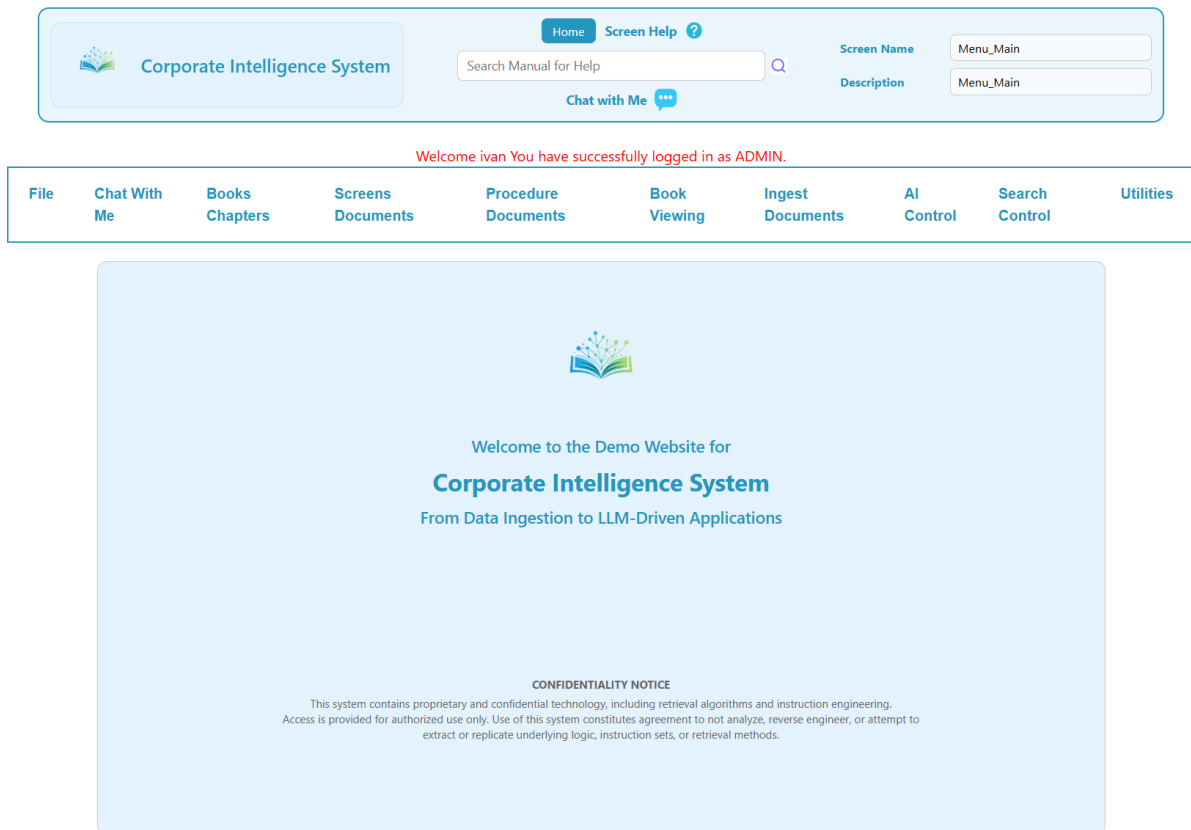 Home Screen Help ?
Corporate Intelligence System
Search Manual for Help
Chat with Me
Screen Name Menu_Main
Description Menu_Main
Welcome ivan You have successfully logged in as ADMIN.
File
Chat With
Me
Books
Chapters
Screens
Documents
Procedure
Documents
Book
Viewing
Ingest
Documents
AI
Control
Search
Control
Utilities
Welcome to the Demo Website for
Corporate Intelligence System
From Data Ingestion to LLM-Driven Applications
CONFIDENTIALITY NOTICE
This system contains proprietary and confidential technology, including retrieval algorithms and instruction engineering.
Access is provided for authorized use only. Use of this system constitutes agreement to not analyze, reverse engineer, or attempt to
extract or replicate underlying logic, instruction sets, or retrieval methods.